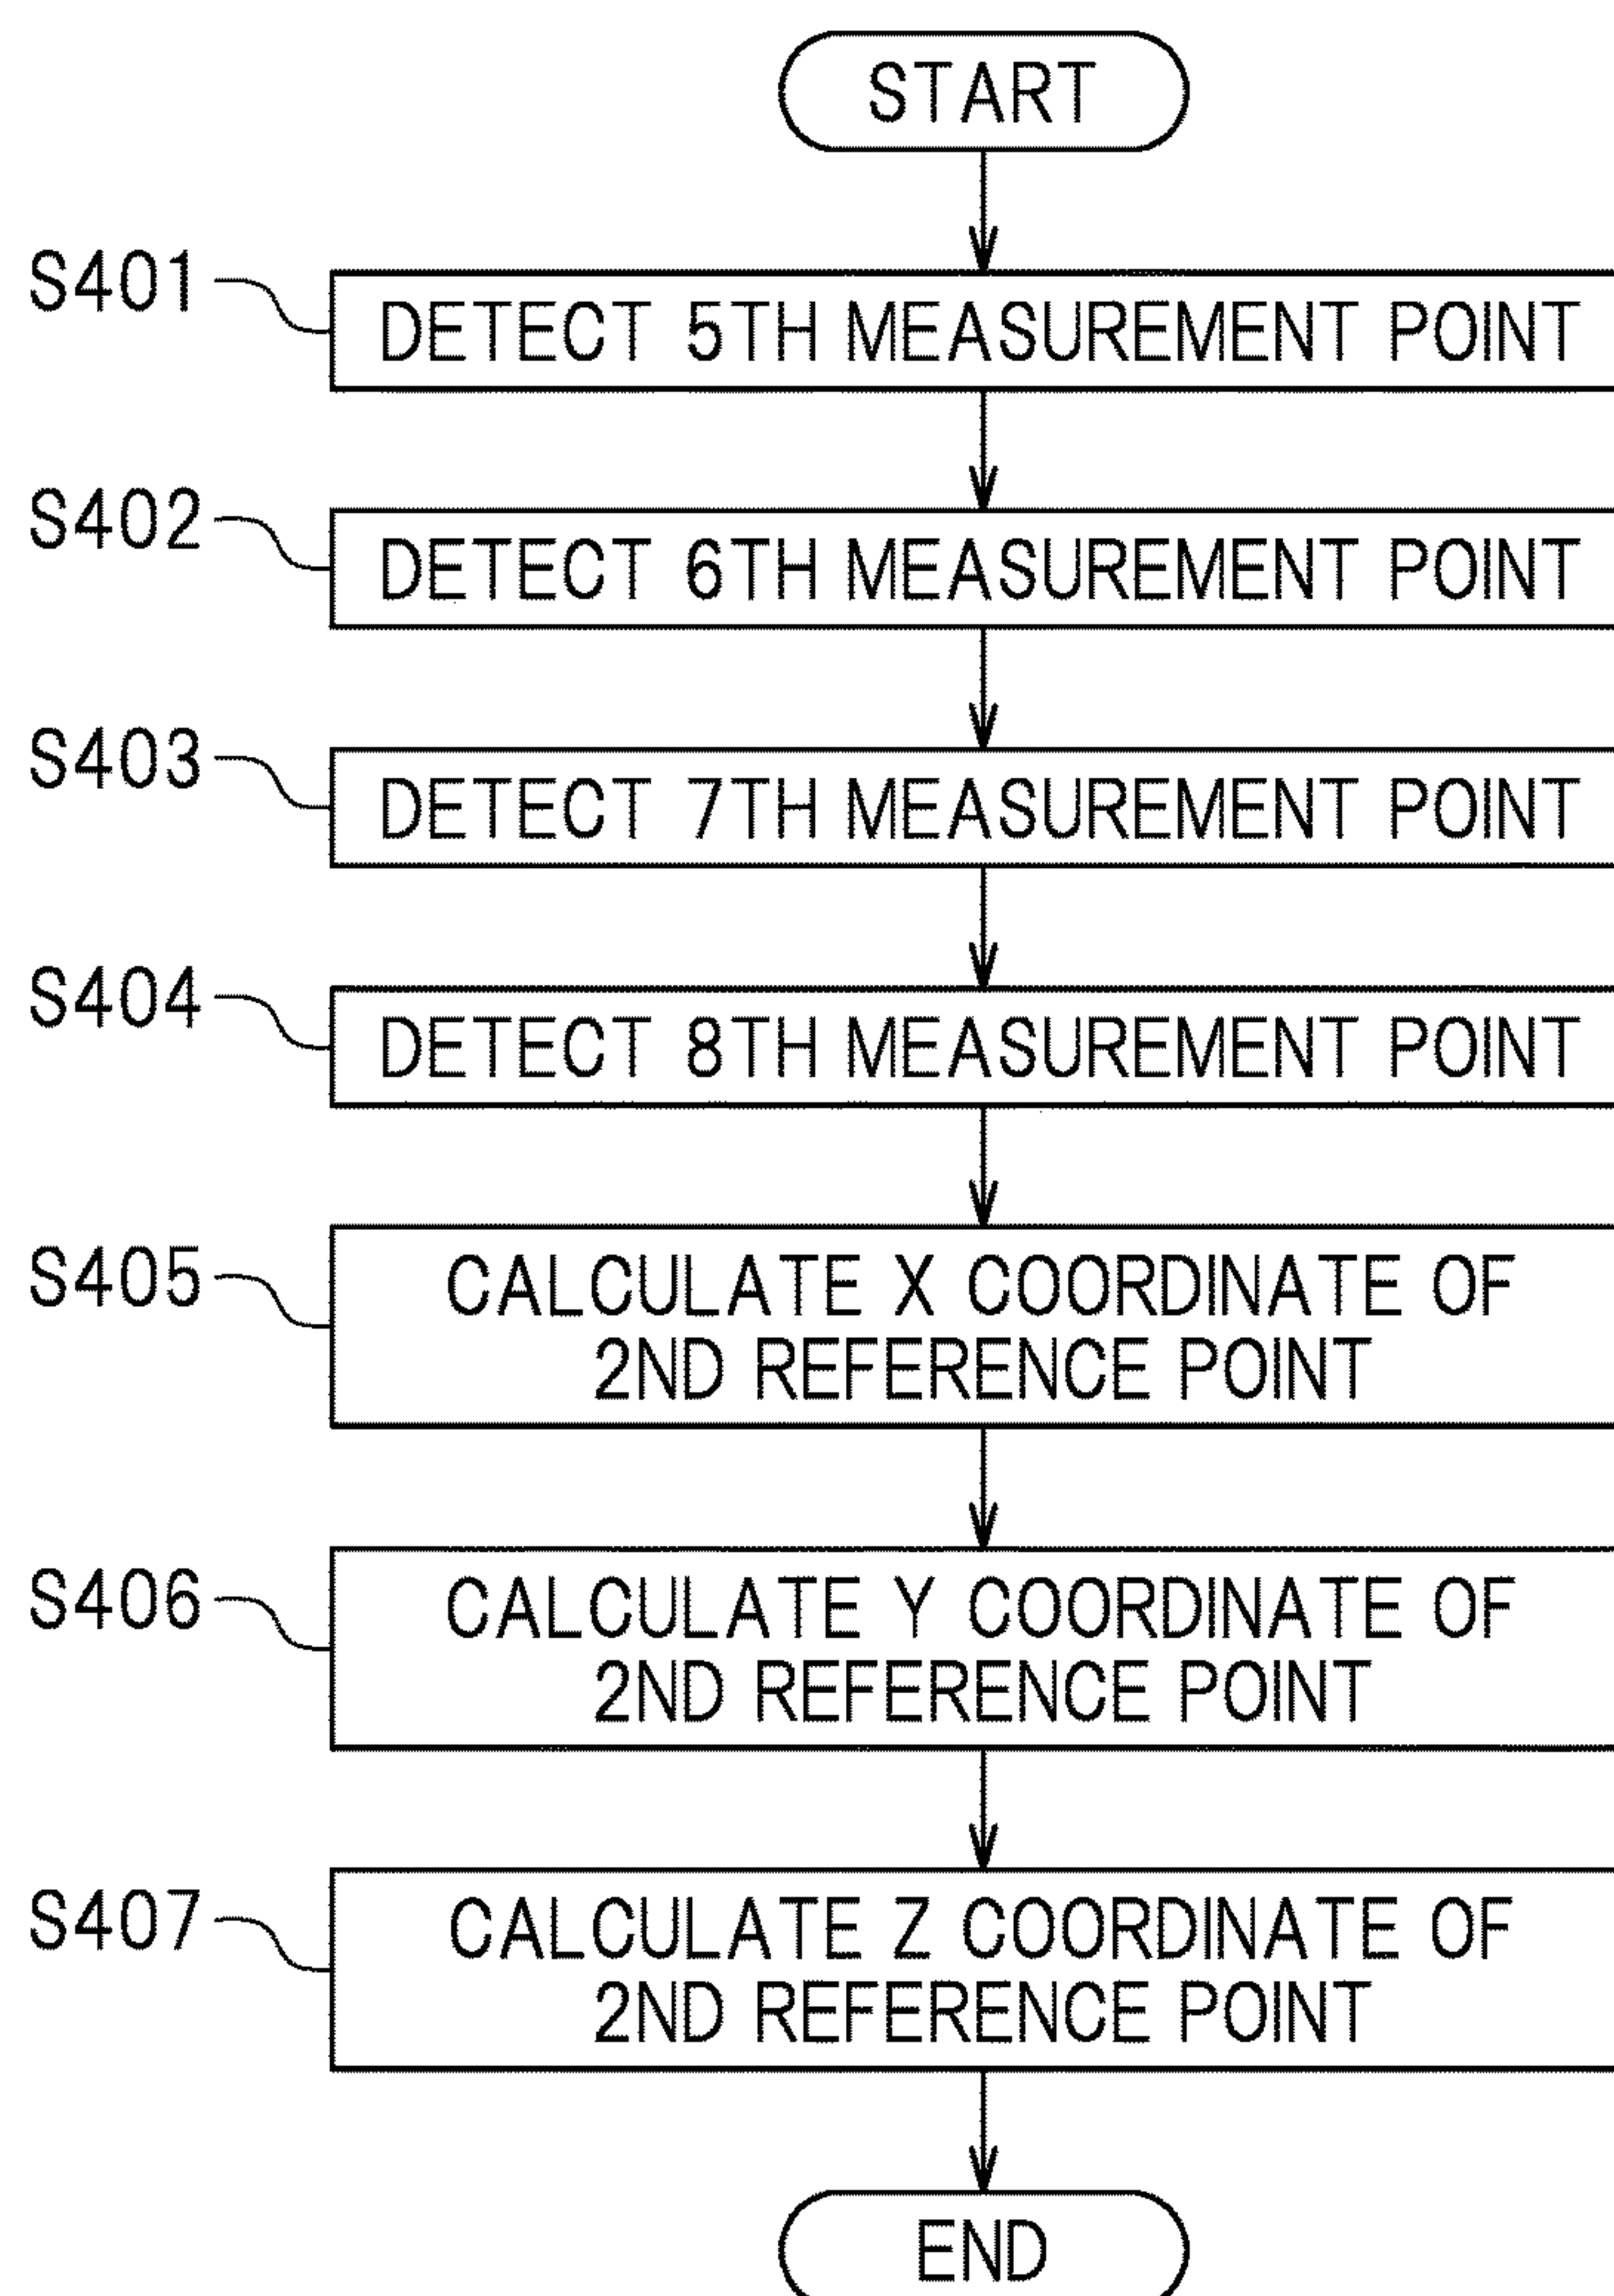 START
S401
DETECT 5TH MEASUREMENT POINT
S402
DETECT 6TH MEASUREMENT POINT
S403
DETECT 7TH MEASUREMENT POINT
S404
DETECT 8TH MEASUREMENT POINT
S405
CALCULATE X COORDINATE OF
2ND REFERENCE POINT
S406
CALCULATE Y COORDINATE OF
2ND REFERENCE POINT
S407
CALCULATE Z COORDINATE OF
2ND REFERENCE POINT
END